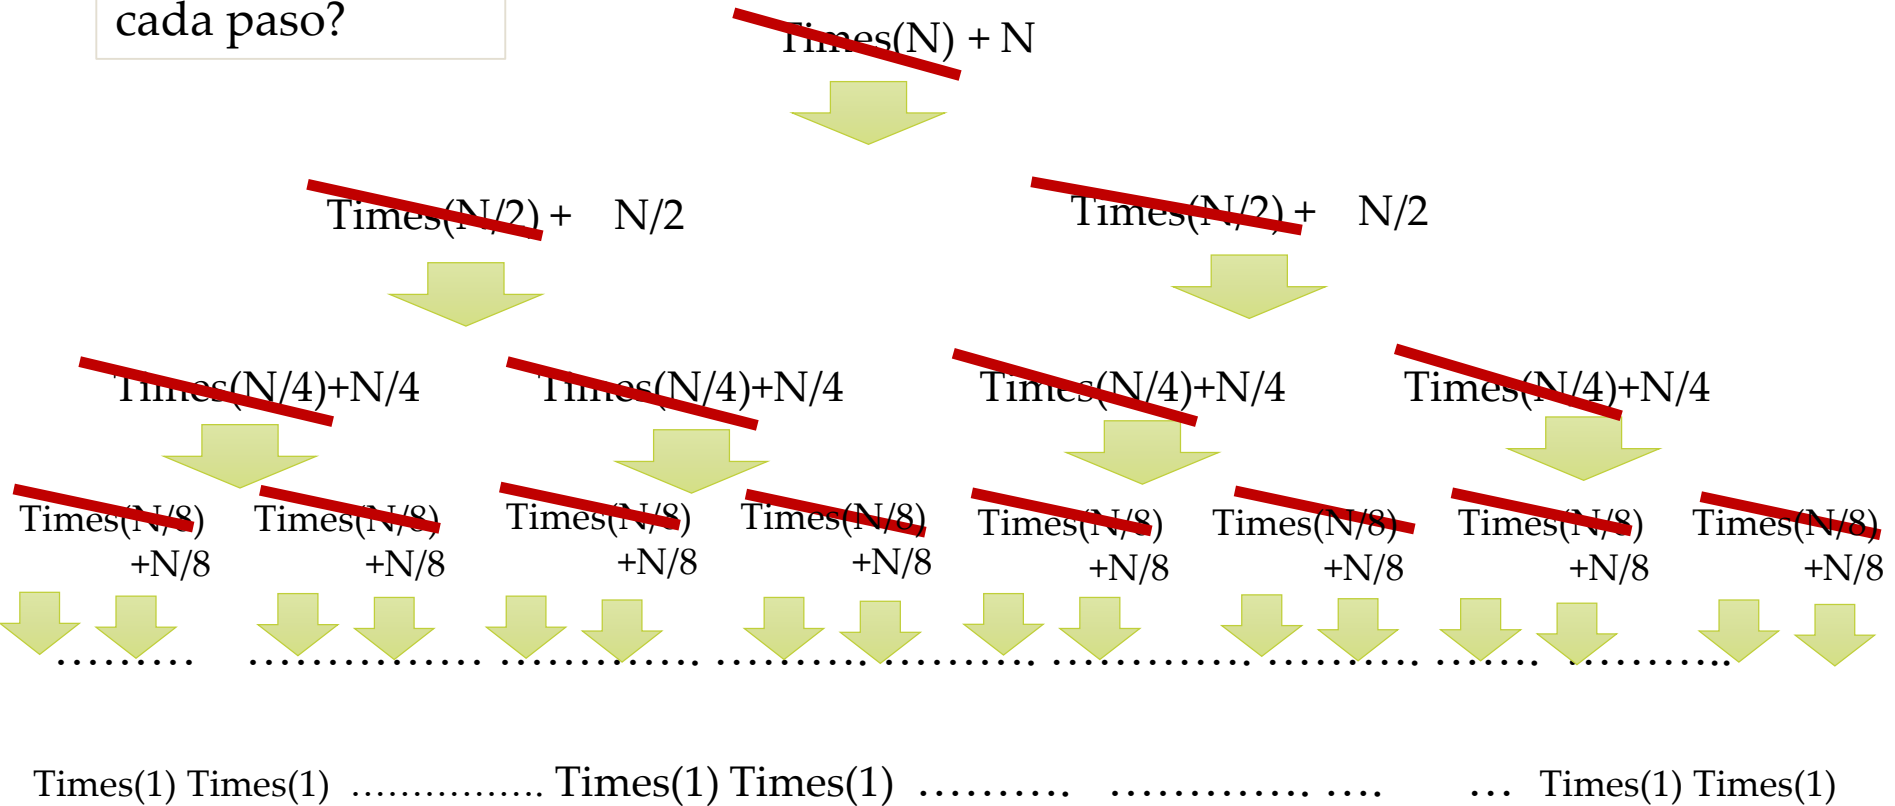 cada paso?
Times(N) + N
Times(N/2) + N/2 Times(N/2) + N/2
Times(N/4)+N/4 Times(N/4)+N/4 Times(N/4)+N/4 Times(N/4)+N/4
Times(N/8) Times(N/8) Times(N/8) Times(N/8) Times(N/8) Times(N/8) Times(N/8) Times(N/8)
+N/8 +N/8 +N/8 +N/8 +N/8 +N/8 +N/8 +N/8
......... ................ .............. .......... .......... .............. .......... ....... ...........
Times(1) Times(1) ................ Times(1) Times(1) .......... ............. .... ... Times(1) Times(1)